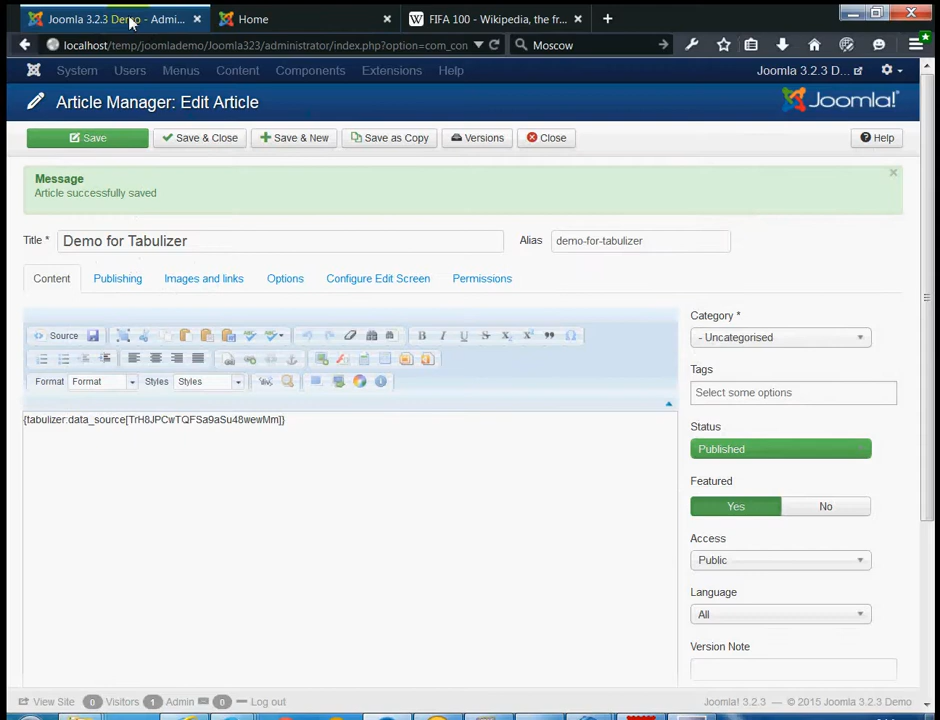 Joomla 3.2.3 Demo - Admi... × Home × FIFA 100 - Wikipedia, the fr... × +
localhost/temp/joomlademo/Joomla323/administrator/index.php?option=com_con Moscow
System Users Menus Content Components Extensions Help Joomla 3.2.3 D...
Article Manager: Edit Article Joomla!
Save Save & Close Save & New Save as Copy Versions Close Help
Message
Article successfully saved
Title * Demo for Tabulizer Alias demo-for-tabulizer
Content Publishing Images and links Options Configure Edit Screen Permissions
Category *
- Uncategorised
Source
Format Format Styles Styles
{tabulizer:data_source[TrH8JPCwTQFSa9aSu48wewMm]}
Tags
Select some options
Status
Published
Featured
Yes No
Access
Public
Language
All
Version Note
View Site 0 Visitors 1 Admin 0 Log out Joomla! 3.2.3 — © 2015 Joomla 3.2.3 Demo